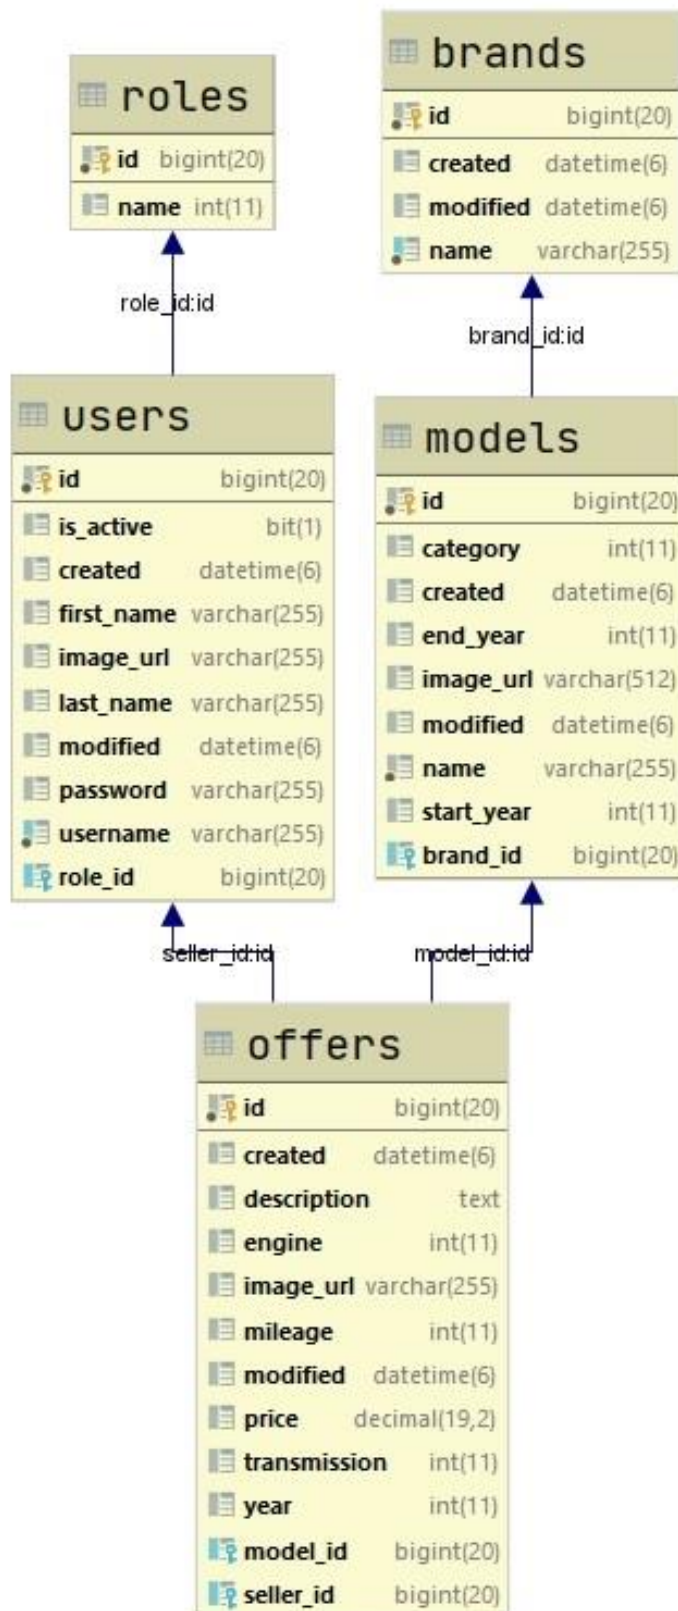 roles
id bigint(20)
name int(11)
brands
id bigint(20)
created datetime(6)
modified datetime(6)
name varchar(255)
role_id:id
brand_id:id
users
id bigint(20)
is_active bit(1)
created datetime(6)
first_name varchar(255)
image_url varchar(255)
last_name varchar(255)
modified datetime(6)
password varchar(255)
username varchar(255)
role_id bigint(20)
models
id bigint(20)
category int(11)
created datetime(6)
end_year int(11)
image_url varchar(512)
modified datetime(6)
name varchar(255)
start_year int(11)
brand_id bigint(20)
seller_id:id
model_id:id
offers
id bigint(20)
created datetime(6)
description text
engine int(11)
image_url varchar(255)
mileage int(11)
modified datetime(6)
price decimal(19,2)
transmission int(11)
year int(11)
model_id bigint(20)
seller_id bigint(20)